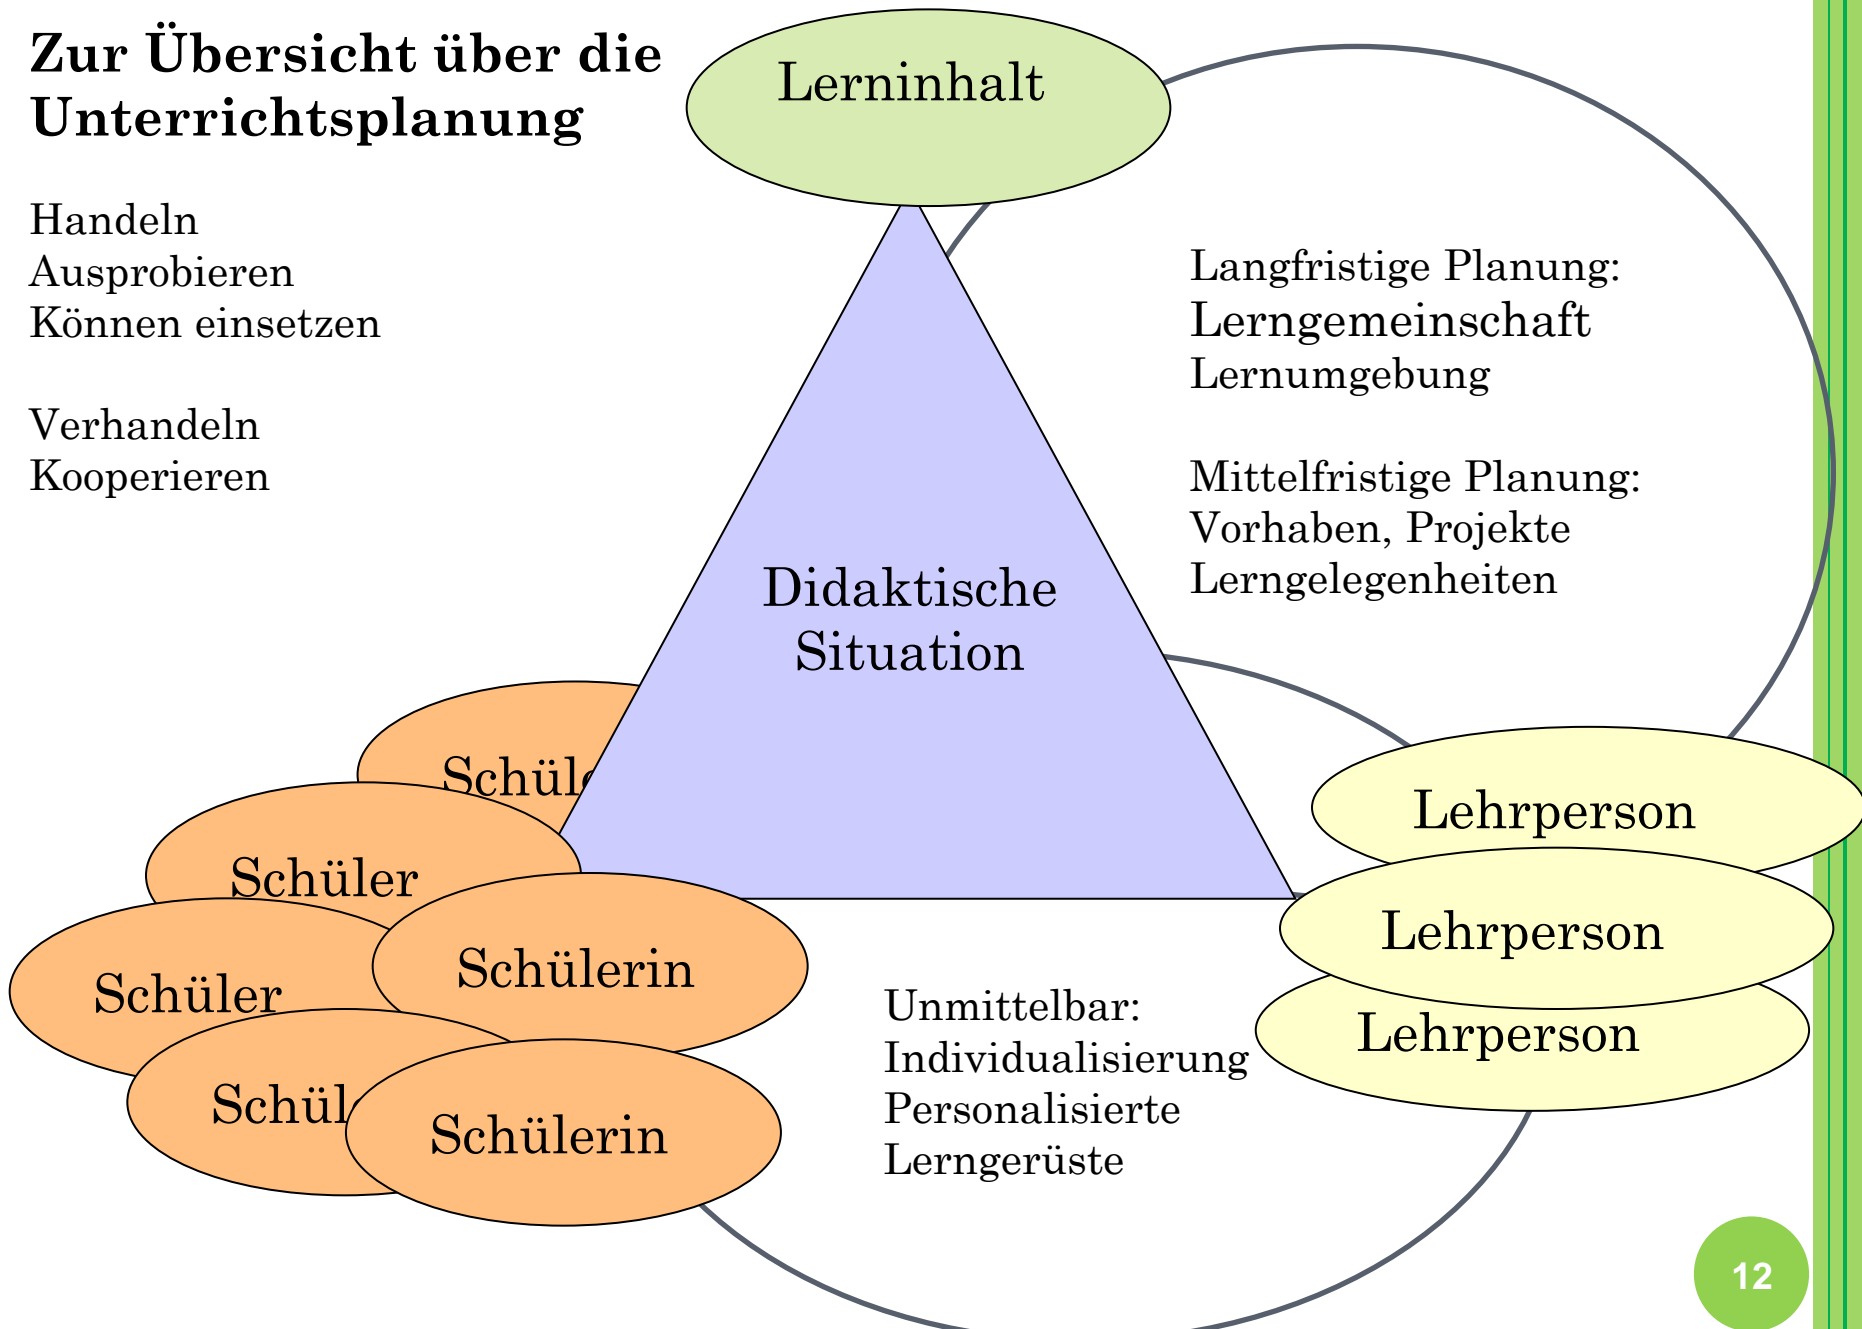 Zur Übersicht über die
Unterrichtsplanung
Lerninhalt
Handeln
Ausprobieren
Können einsetzen
Verhandeln
Kooperieren
Langfristige Planung:
Lerngemeinschaft
Lernumgebung
Mittelfristige Planung:
Vorhaben, Projekte
Lerngelegenheiten
Didaktische
Situation
Schüler
Schüler
Schülerin
Schülerin
Lehrperson
Lehrperson
Lehrperson
Unmittelbar:
Individualisierung
Personalisierte
Lerngerüste
12